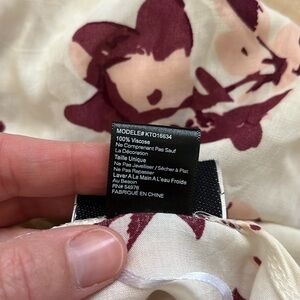 MODELE# KTO16634
100% Viscose
Ne Comprenant Pas Sauf
La Décoration
Taille Unique
Ne Pas Javelliser / Sécher à Plat
Ne Pas Repasser
Laver A La Main A L'eau Froide
Au Besoin
RN# 54976
FABRIQUÉ EN CHINE